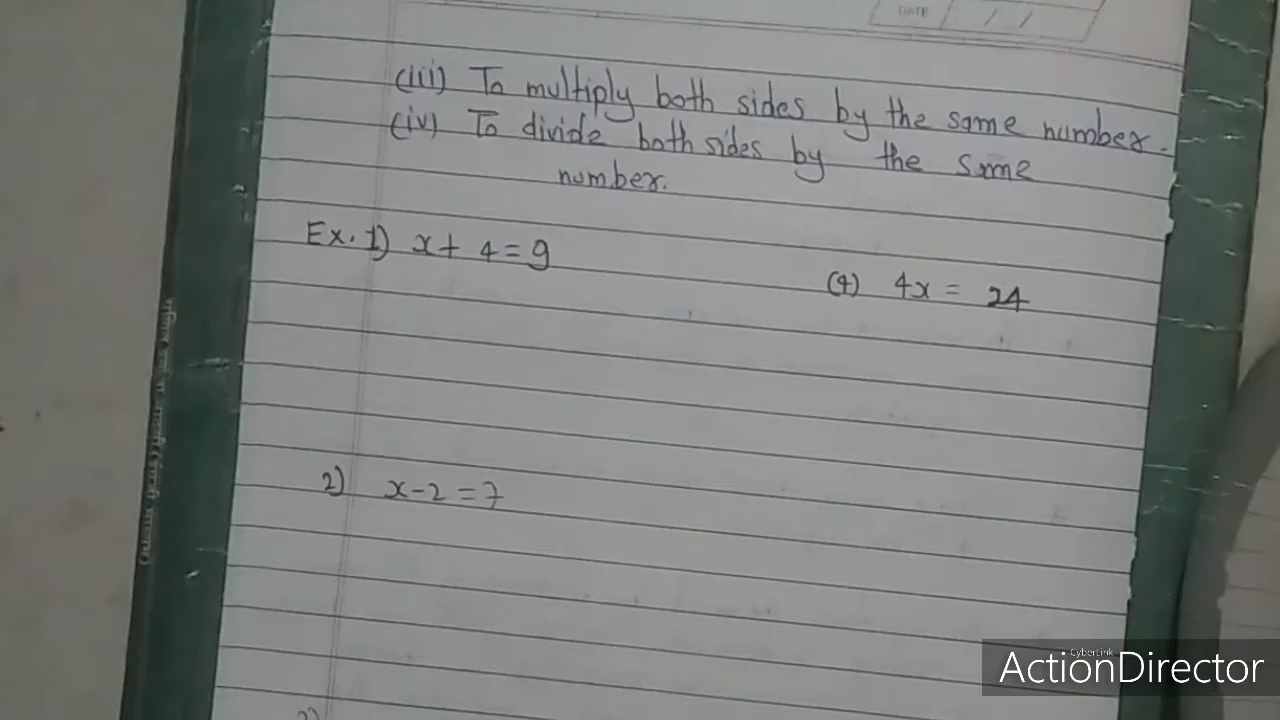 DATE / /
(iii) To multiply both sides by the same number.
(iv) To divide both sides by the same
number.
Ex. 1) x + 4 = 9
(4) 4x = 24
2) x - 2 = 7
CyberLink
ActionDirector